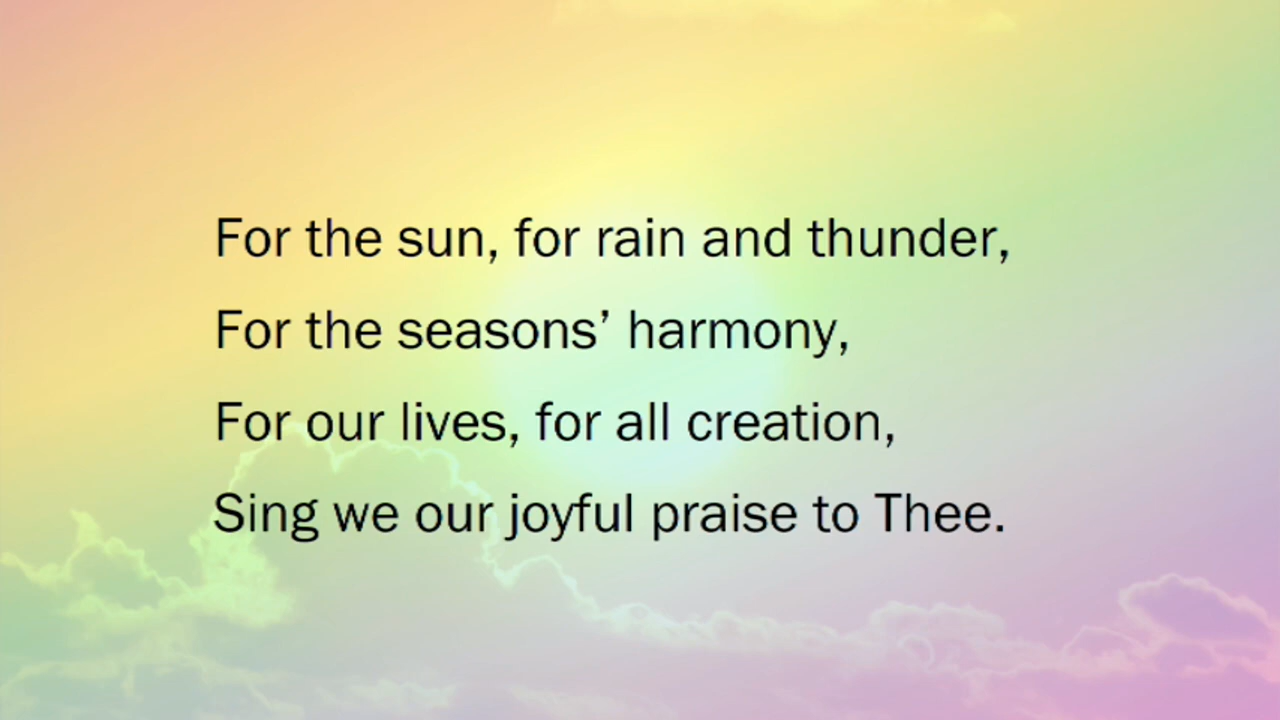 For the sun, for rain and thunder,
For the seasons’ harmony,
For our lives, for all creation,
Sing we our joyful praise to Thee.